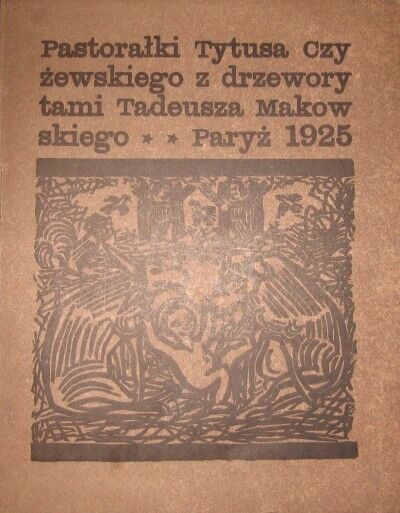 Pastorałki Tytusa Czy
żewskiego z drzewory
tami Tadeusza Makow
skiego ★ ★ Paryż 1925